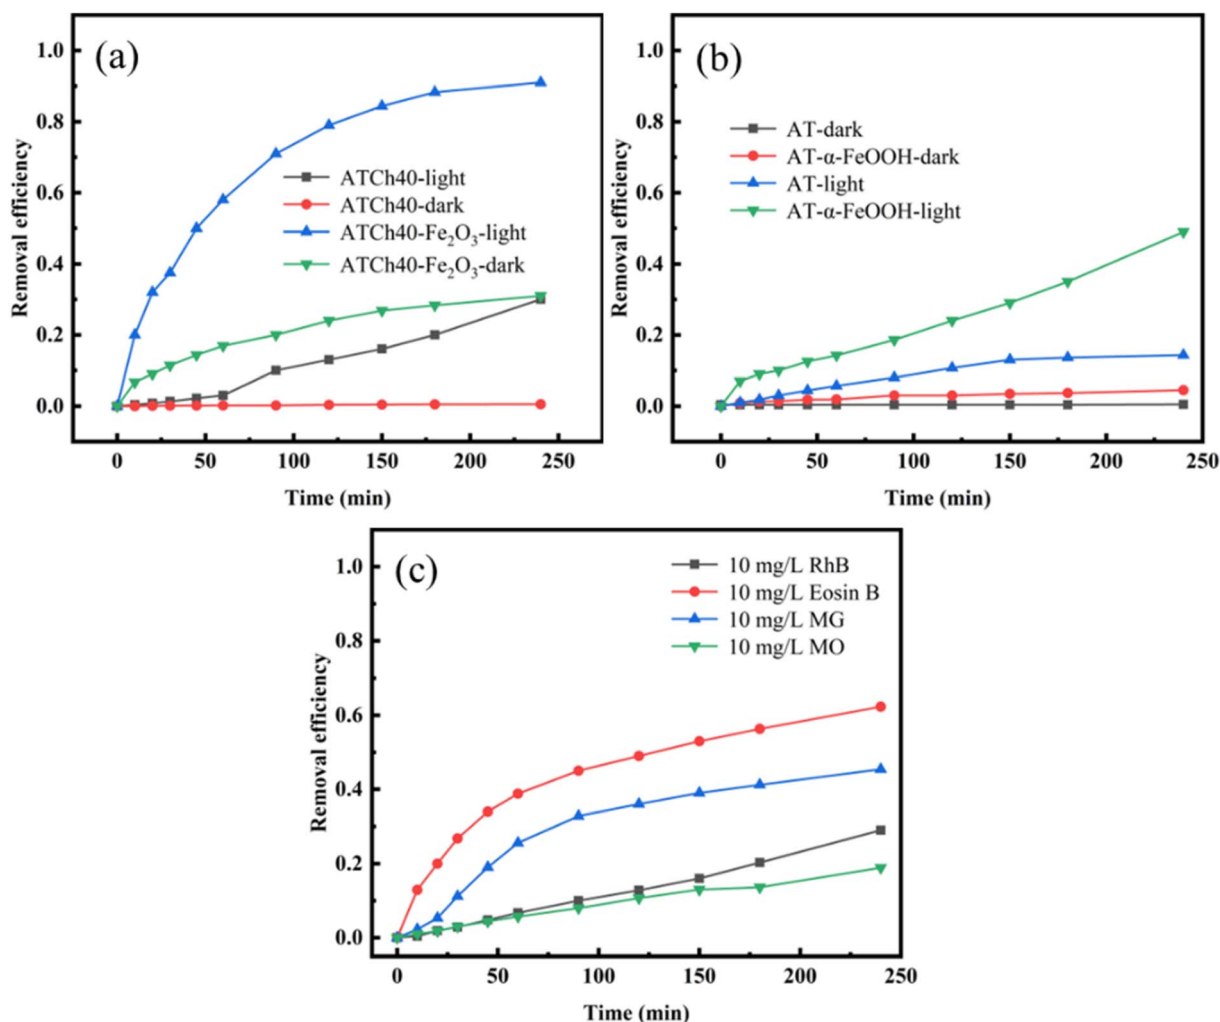 (a)
Removal efficiency
1.0
0.8
0.6
0.4
0.2
0.0
ATCh40-light
ATCh40-dark
ATCh40-Fe₂O₃-light
ATCh40-Fe₂O₃-dark
0 50 100 150 200 250
Time (min)
(b)
Removal efficiency
1.0
0.8
0.6
0.4
0.2
0.0
AT-dark
AT-α-FeOOH-dark
AT-light
AT-α-FeOOH-light
0 50 100 150 200 250
Time (min)
(c)
Removal efficiency
1.0
0.8
0.6
0.4
0.2
0.0
10 mg/L RhB
10 mg/L Eosin B
10 mg/L MG
10 mg/L MO
0 50 100 150 200 250
Time (min)